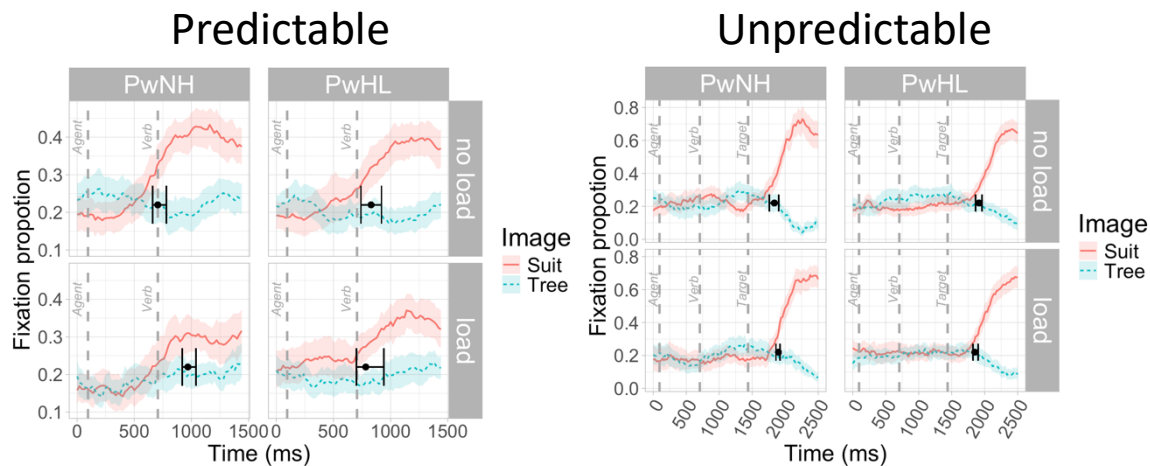 Predictable
PwNH PwHL
Fixation propotion
0.4
0.3
0.2
0.1
Agent
Verb
Agent
Verb
no load
0.4
0.3
0.2
0.1
Agent
Verb
Agent
Verb
load
0 500 1000 1500 0 500 1000 1500
Time (ms)
Image
Suit
Tree
Unpredictable
PwNH PwHL
Fixation propotion
0.8
0.6
0.4
0.2
0.0
Agent
Verb
Target
Agent
Verb
Target
no load
0.8
0.6
0.4
0.2
0.0
Agent
Verb
Target
Agent
Verb
Target
load
0 500 1000 1500 2000 2500 0 500 1000 1500 2000 2500
Time (ms)
Image
Suit
Tree